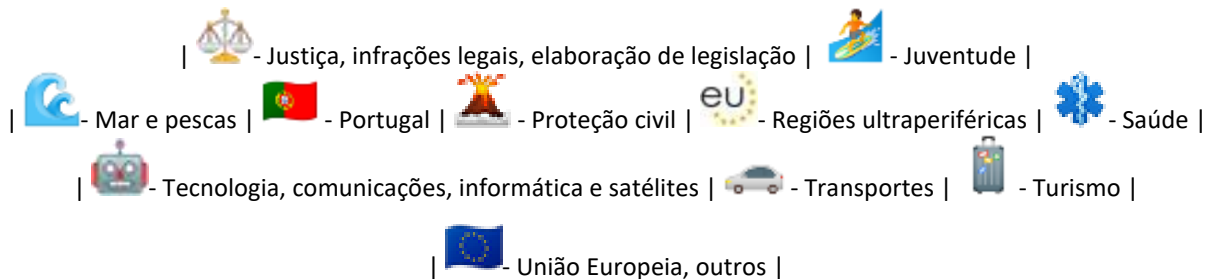 | - Justiça, infrações legais, elaboração de legislação | - Juventude |
| - Mar e pescas | - Portugal | - Proteção civil | eu - Regiões ultraperiféricas | - Saúde |
| - Tecnologia, comunicações, informática e satélites | - Transportes | - Turismo |
| - União Europeia, outros |